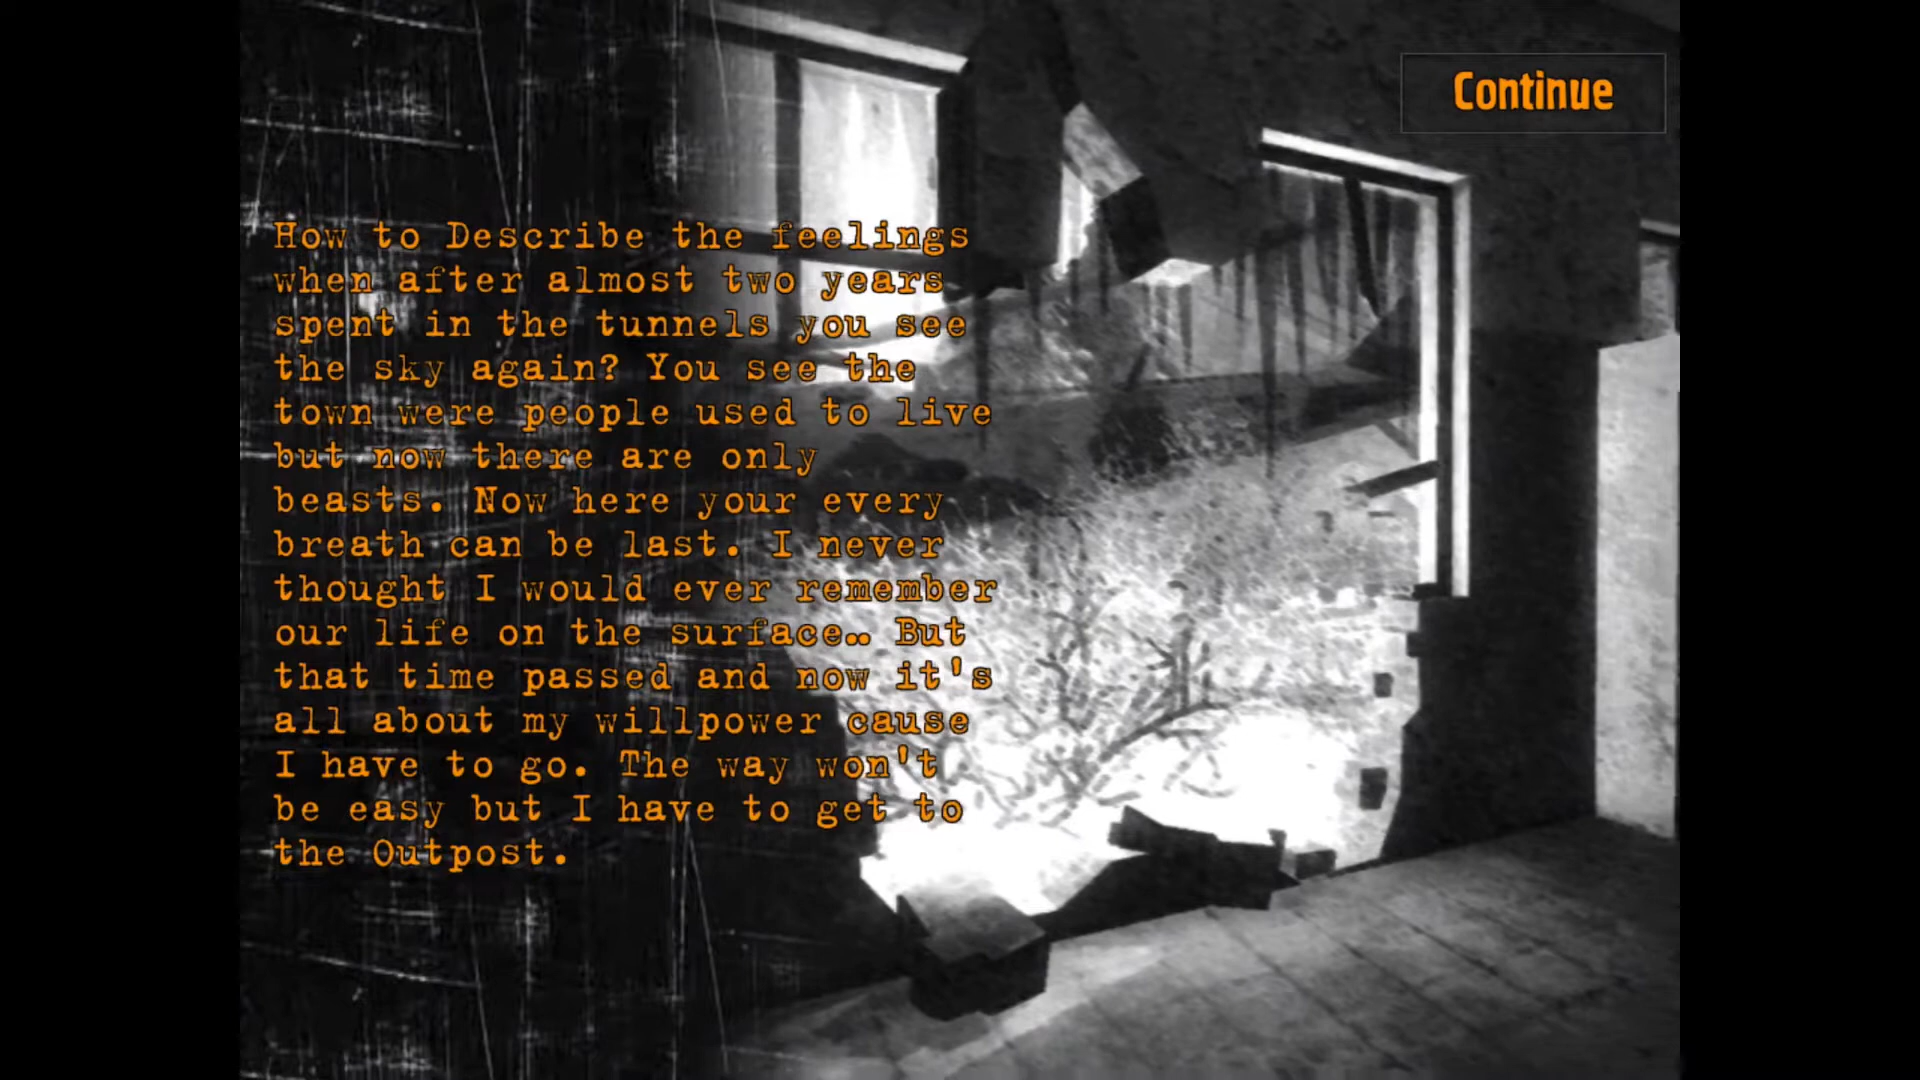 Continue
How to Describe the feelings
when after almost two years
spent in the tunnels you see
the sky again? You see the
town were people used to live
but now there are only
beasts. Now here your every
breath can be last. I never
thought I would ever remember
our life on the surface.. But
that time passed and now it's
all about my willpower cause
I have to go. The way won't
be easy but I have to get to
the Outpost.